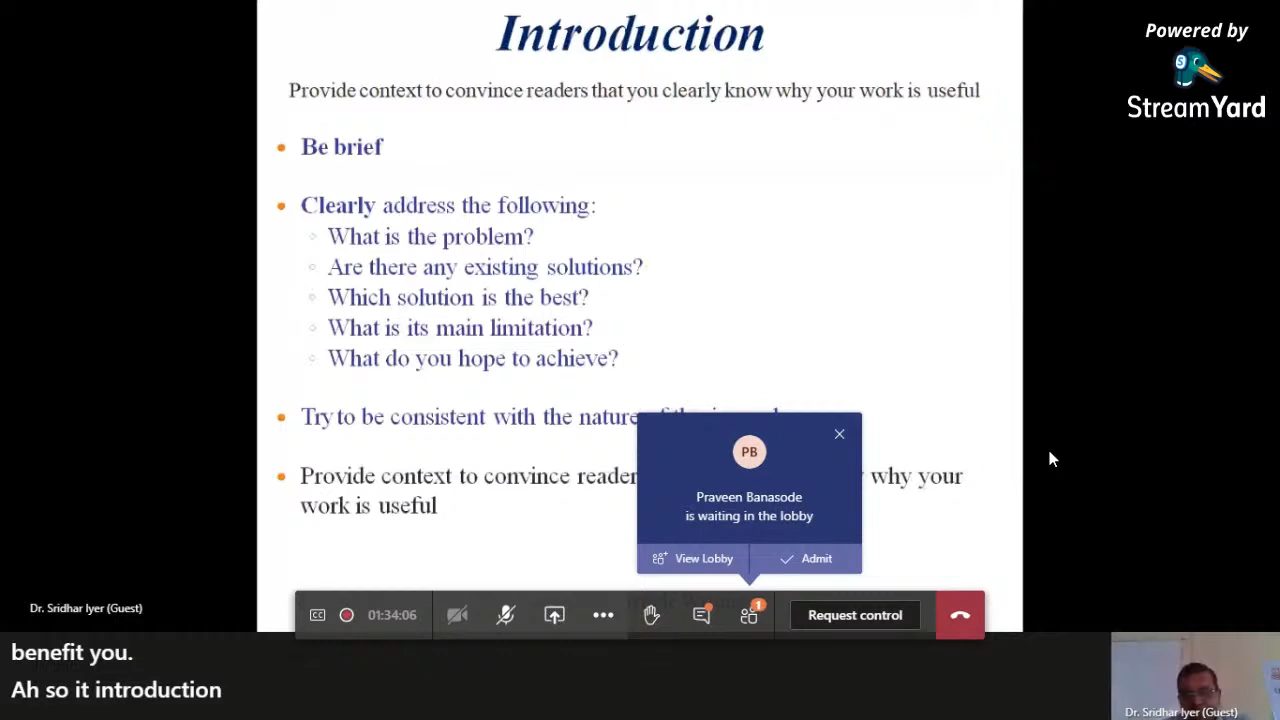 Introduction
Powered by
StreamYard
Provide context to convince readers that you clearly know why your work is useful
Be brief
Clearly address the following:
What is the problem?
Are there any existing solutions?
Which solution is the best?
What is its main limitation?
What do you hope to achieve?
Try to be consistent with the nature of the
Provide context to convince reader why your
work is useful
PB
Praveen Banasode
is waiting in the lobby
View Lobby Admit
CC 01:34:06 1 Request control
Dr. Sridhar Iyer (Guest)
benefit you.
Ah so it introduction
Dr. Sridhar Iyer (Guest)